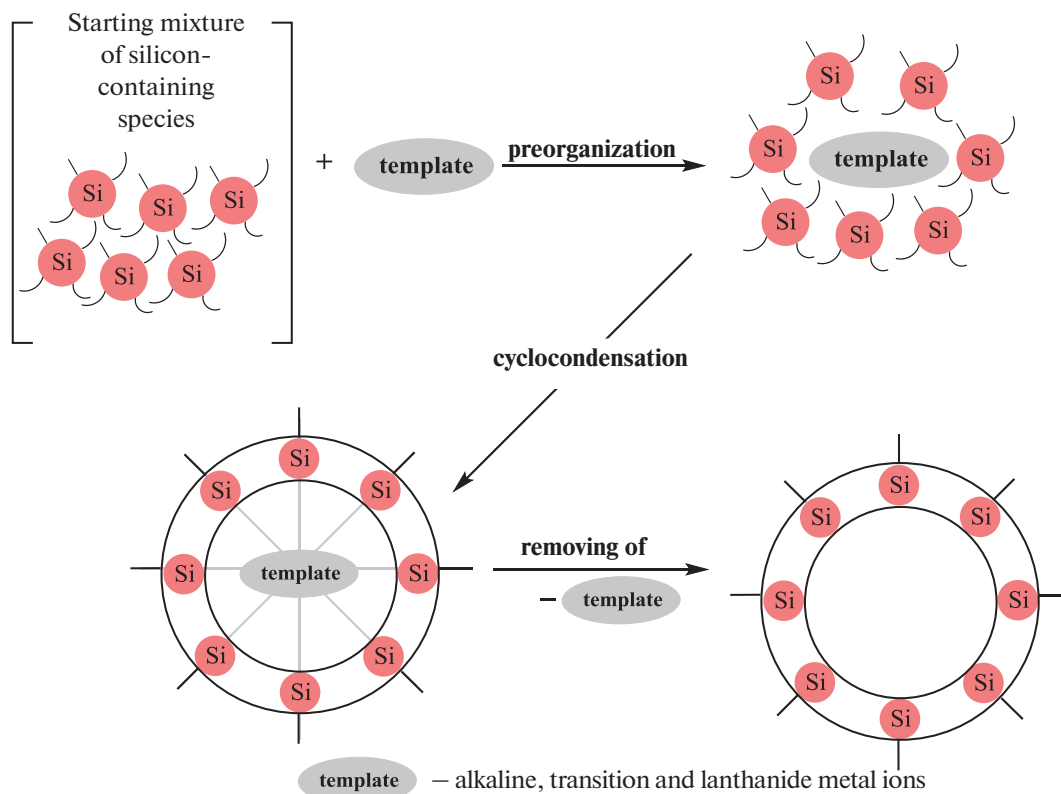 Starting mixture
of silicon-
containing
species
Si
Si
Si
Si
Si
Si
+
template
preorganization
Si
Si
Si
template
Si
Si
Si
Si
cyclocondensation
Si
Si
Si
Si
template
Si
Si
Si
Si
removing of
– template
Si
Si
Si
Si
Si
Si
Si
Si
template – alkaline, transition and lanthanide metal ions